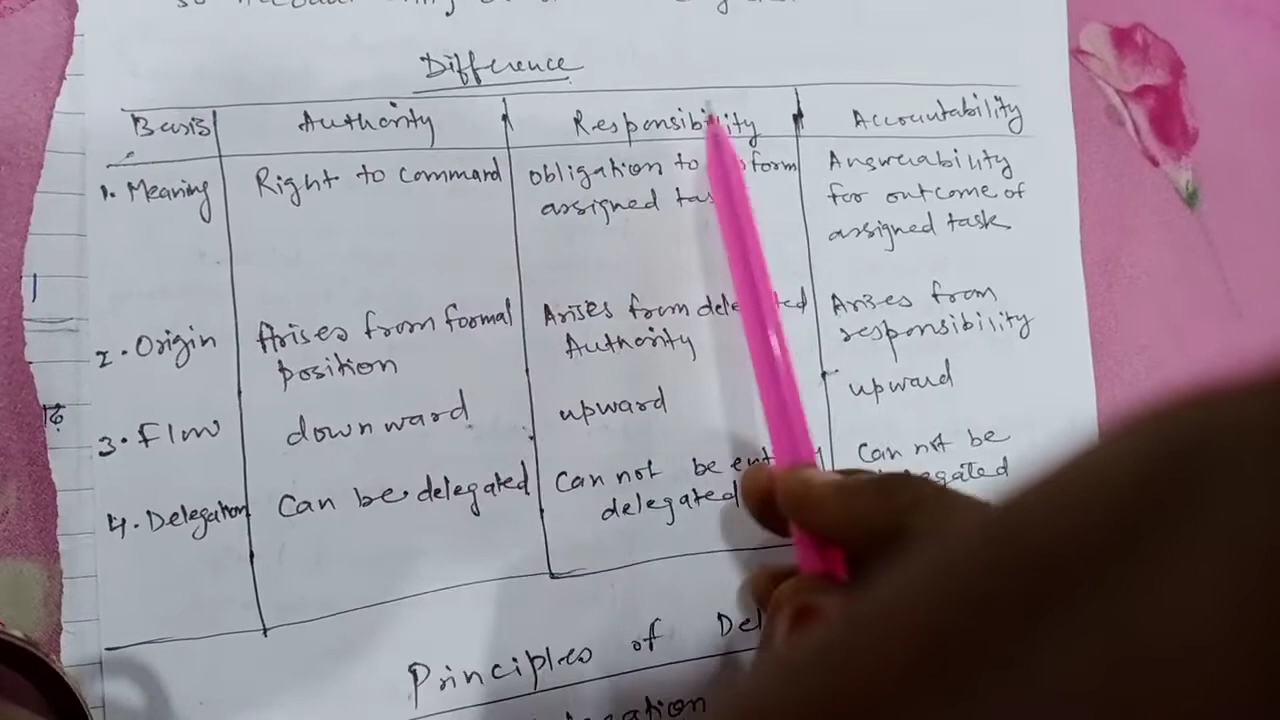 Difference
Basis Authority Responsibility Accountability
1. Meaning Right to command obligation to form Answerability
assigned for outcome of
assigned task
2. Origin Arises from formal Arises from Arises from
position Authority responsibility
3. Flow downward upward upward
4. Delegation Can be delegated Can not be Can not be
delegated
Principles of